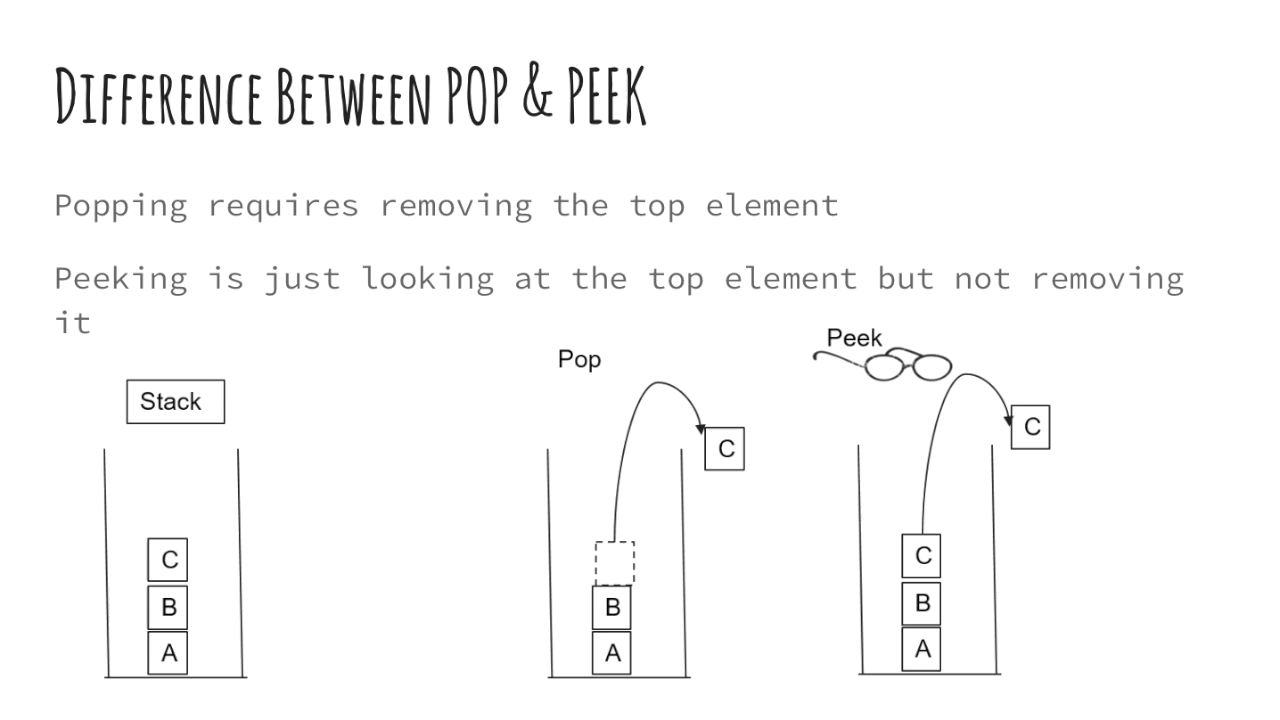 DIFFERENCE BETWEEN POP & PEEK
Popping requires removing the top element
Peeking is just looking at the top element but not removing
it
Stack
C
B
A
Pop
C
B
A
Peek
C
C
B
A